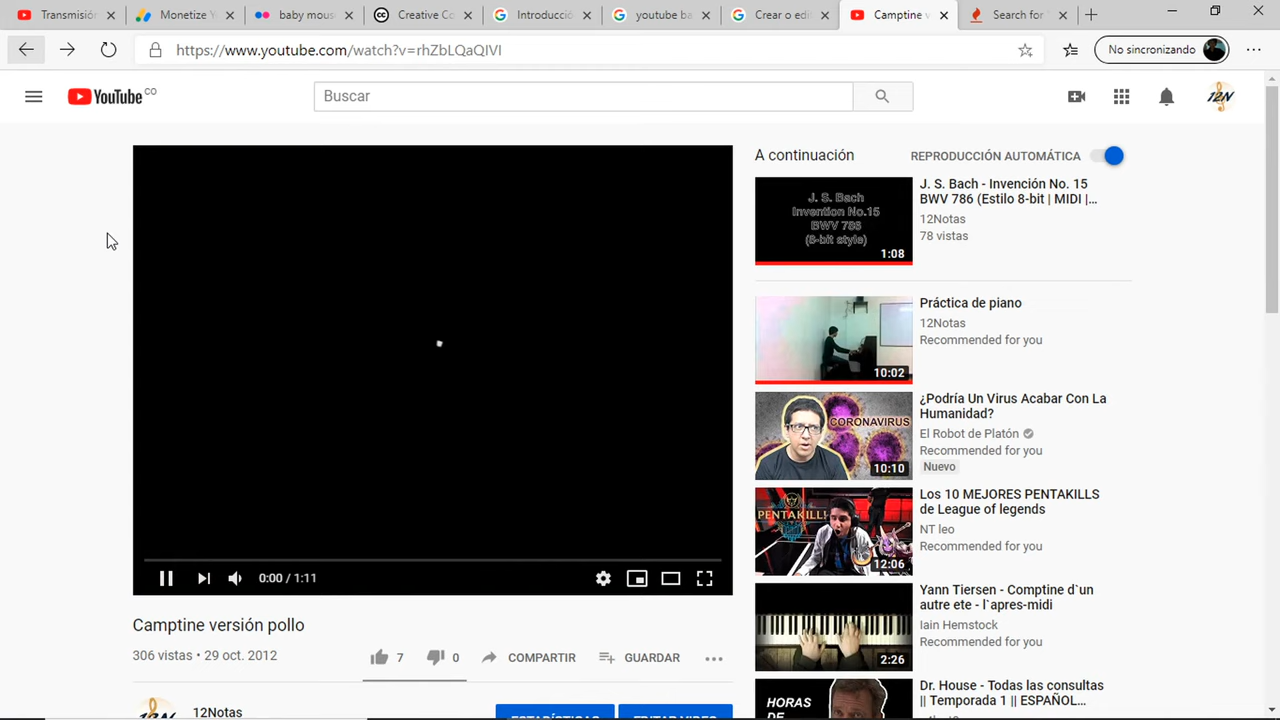 Transmisión
Monetize Y
baby mous
Creative Co
Introducció
youtube ba
Crear o edi
Camptine v
Search for
https://www.youtube.com/watch?v=rhZbLQaQIVI
No sincronizando
YouTube CO
Buscar
12N
A continuación
REPRODUCCIÓN AUTOMÁTICA
J. S. Bach
Invention No.15
BWV 786
(8-bit style)
1:08
J. S. Bach - Invención No. 15
BWV 786 (Estilo 8-bit | MIDI |...
12Notas
78 vistas
10:02
Práctica de piano
12Notas
Recommended for you
CORONAVIRUS
10:10
¿Podría Un Virus Acabar Con La
Humanidad?
El Robot de Platón
Recommended for you
Nuevo
PENTAKILL!
12:06
Los 10 MEJORES PENTAKILLS
de League of legends
NT leo
Recommended for you
2:26
Yann Tiersen - Comptine d`un
autre ete - l`apres-midi
Iain Hemstock
Recommended for you
HORAS
DE
Dr. House - Todas las consultas
|| Temporada 1 || ESPAÑOL...
0:00 / 1:11
Camptine versión pollo
306 vistas • 29 oct. 2012
7
0
COMPARTIR
GUARDAR
12N
12Notas
ESTADÍSTICAS
EDITAR VIDEO